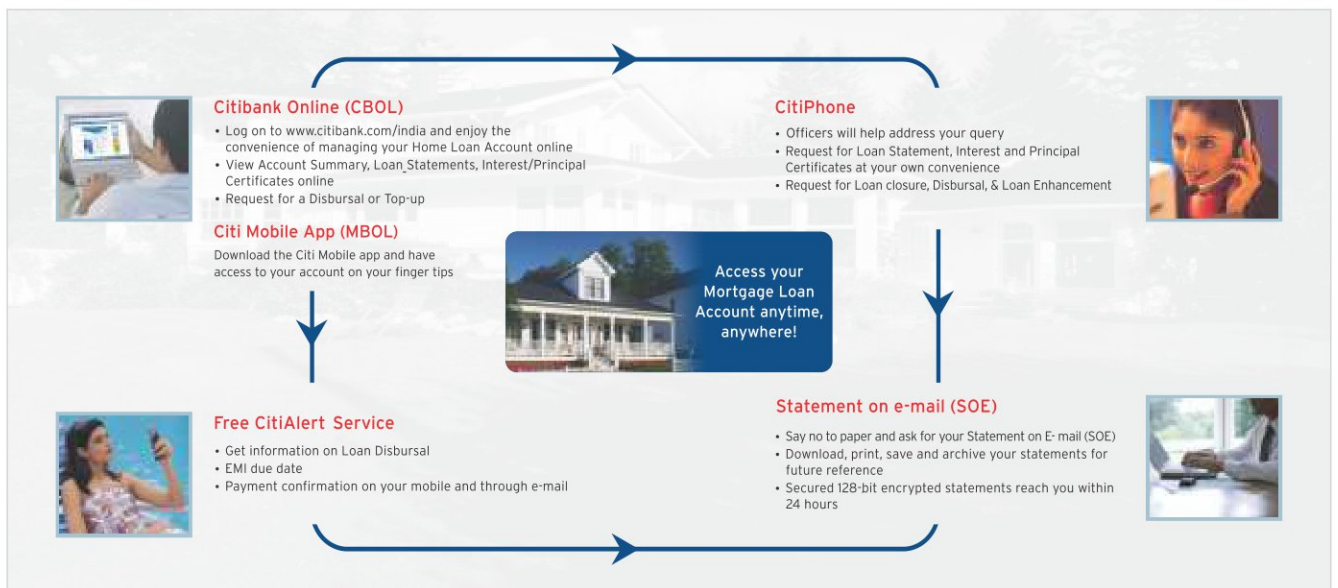 Citibank Online (CBOL)
• Log on to www.citibank.com/india and enjoy the
convenience of managing your Home Loan Account online
• View Account Summary, Loan_Statements, Interest/Principal
Certificates online
• Request for a Disbursal or Top-up
Citi Mobile App (MBOL)
Download the Citi Mobile app and have
access to your account on your finger tips
CitiPhone
• Officers will help address your query
• Request for Loan Statement, Interest and Principal
Certificates at your own convenience
• Request for Loan closure, Disbursal, & Loan Enhancement
Access your
Mortgage Loan
Account anytime,
anywhere!
Free CitiAlert Service
• Get information on Loan Disbursal
• EMI due date
• Payment confirmation on your mobile and through e-mail
Statement on e-mail (SOE)
• Say no to paper and ask for your Statement on E- mail (SOE)
• Download, print, save and archive your statements for
future reference
• Secured 128-bit encrypted statements reach you within
24 hours